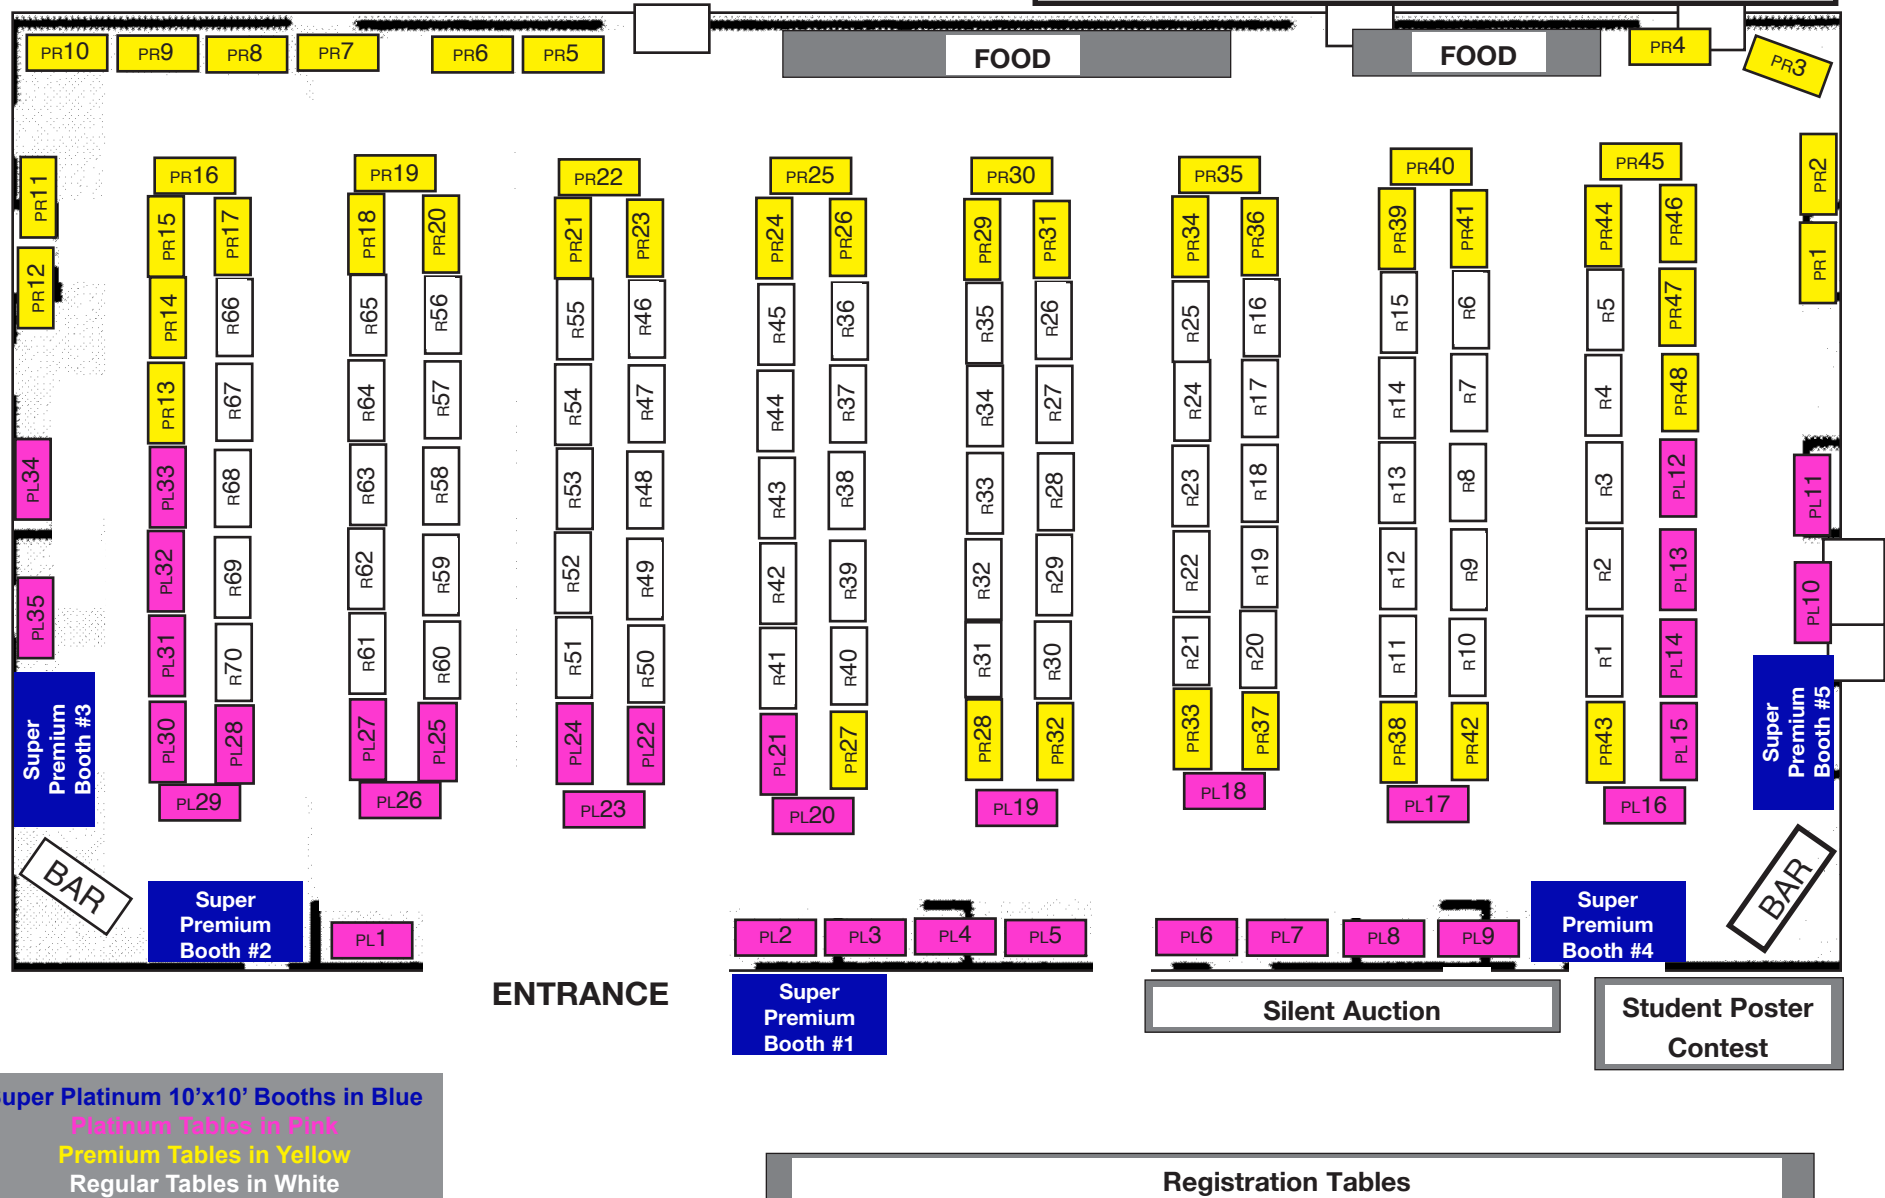 PR10 PR9 PR8 PR7 PR6 PR5 FOOD FOOD PR4 PR3
PR16 PR19 PR22 PR25 PR30 PR35 PR40 PR45
PR11 PR15 PR17 PR18 PR20 PR21 PR23 PR24 PR26 PR29 PR31 PR34 PR36 PR39 PR41 PR44 PR46 PR2
PR12 PR14 R66 R65 R56 R55 R46 R45 R36 R35 R26 R25 R16 R15 R6 R5 PR47 PR1
PR13 R67 R64 R57 R54 R47 R44 R37 R34 R27 R24 R17 R14 R7 R4 PR48
PL34 PL33 R68 R63 R58 R53 R48 R43 R38 R33 R28 R23 R18 R13 R8 R3 PL12 PL11
PL32 R69 R62 R59 R52 R49 R42 R39 R32 R29 R22 R19 R12 R9 R2 PL13
PL35 PL31 R70 R61 R60 R51 R50 R41 R40 R31 R30 R21 R20 R11 R10 R1 PL14 PL10
PL30 PL28 PL27 PL25 PL24 PL22 PL21 PR27 PR28 PR32 PR33 PR37 PR38 PR42 PR43 PL15
Super
Premium
Booth #3
Super
Premium
Booth #5
PL29 PL26 PL23 PL20 PL19 PL18 PL17 PL16
BAR
BAR
Super
Premium
Booth #2
PL1 PL2 PL3 PL4 PL5 PL6 PL7 PL8 PL9
Super
Premium
Booth #4
ENTRANCE
Super
Premium
Booth #1
Silent Auction
Student Poster
Contest
Super Platinum 10’x10’ Booths in Blue
Platinum Tables in Pink
Premium Tables in Yellow
Regular Tables in White
Registration Tables